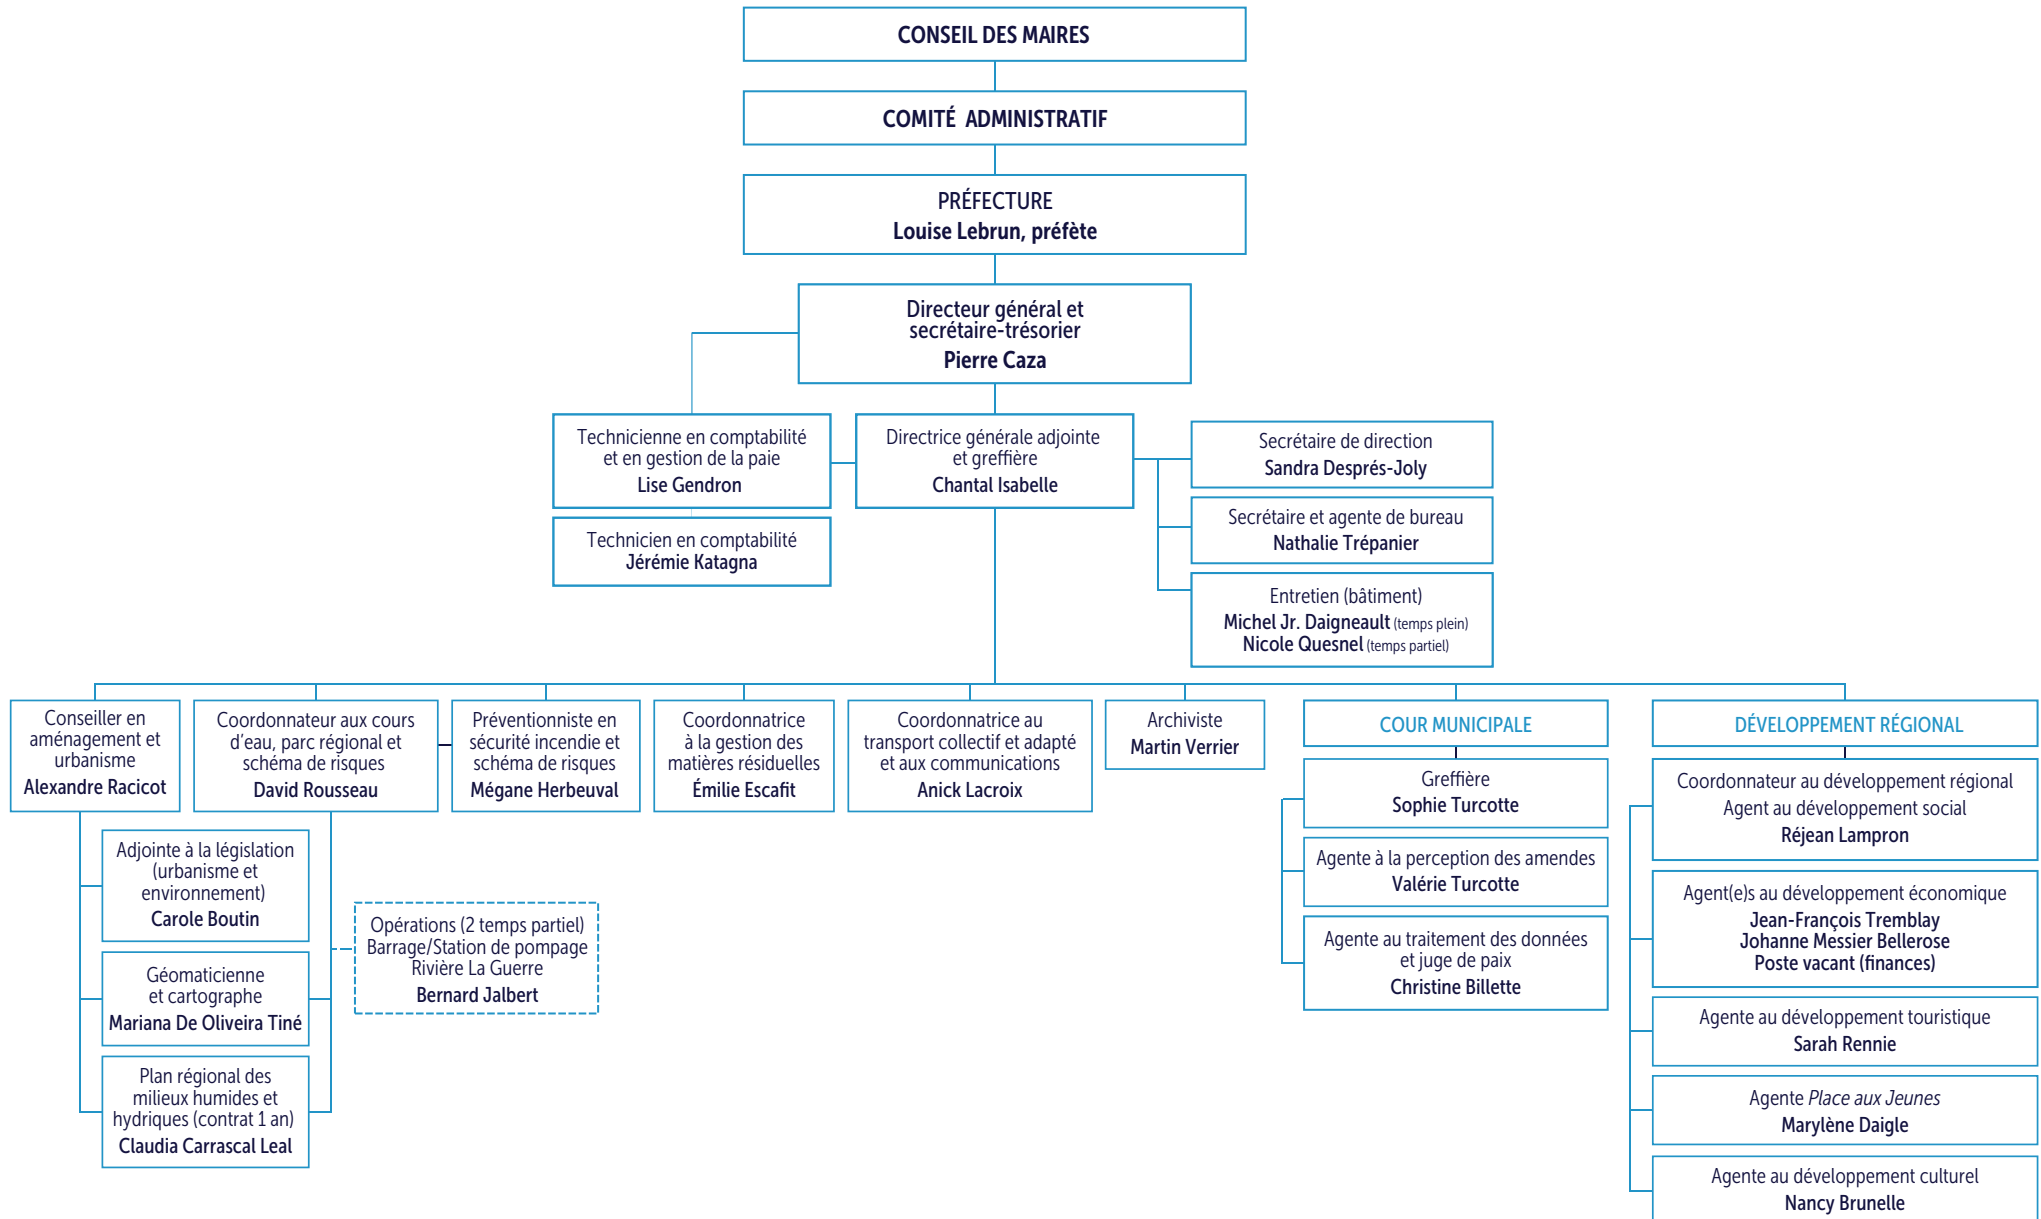 CONSEIL DES MAIRES
COMITÉ ADMINISTRATIF
PRÉFECTURE
Louise Lebrun, préfète
Directeur général et
secrétaire-trésorier
Pierre Caza
Technicienne en comptabilité
et en gestion de la paie
Lise Gendron
Technicien en comptabilité
Jérémie Katagna
Directrice générale adjointe
et greffière
Chantal Isabelle
Secrétaire de direction
Sandra Després-Joly
Secrétaire et agente de bureau
Nathalie Trépanier
Entretien (bâtiment)
Michel Jr. Daigneault (temps plein)
Nicole Quesnel (temps partiel)
Conseiller en
aménagement et
urbanisme
Alexandre Racicot
Adjointe à la législation
(urbanisme et
environnement)
Carole Boutin
Géomaticienne
et cartographe
Mariana De Oliveira Tiné
Plan régional des
milieux humides et
hydriques (contrat 1 an)
Claudia Carrascal Leal
Coordonnateur aux cours
d'eau, parc régional et
schéma de risques
David Rousseau
Opérations (2 temps partiel)
Barrage/Station de pompage
Rivière La Guerre
Bernard Jalbert
Préventionniste en
sécurité incendie et
schéma de risques
Mégane Herbeuval
Coordonnatrice
à la gestion des
matières résiduelles
Émilie Escafit
Coordonnatrice au
transport collectif et adapté
et aux communications
Anick Lacroix
Archiviste
Martin Verrier
COUR MUNICIPALE
Greffière
Sophie Turcotte
Agente à la perception des amendes
Valérie Turcotte
Agente au traitement des données
et juge de paix
Christine Billette
DÉVELOPPEMENT RÉGIONAL
Coordonnateur au développement régional
Agent au développement social
Réjean Lampron
Agent(e)s au développement économique
Jean-François Tremblay
Johanne Messier Bellerose
Poste vacant (finances)
Agente au développement touristique
Sarah Rennie
Agente Place aux Jeunes
Marylène Daigle
Agente au développement culturel
Nancy Brunelle